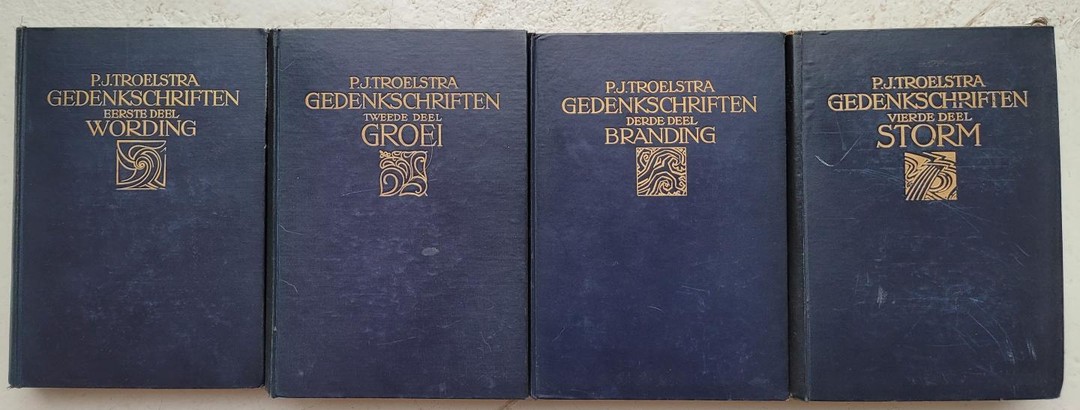 P.J. TROELSTRA
GEDENKSCHRIFTEN
EERSTE DEEL
WORDING
P.J. TROELSTRA
GEDENKSCHRIFTEN
TWEEDE DEEL
GROEI
P.J. TROELSTRA
GEDENKSCHRIFTEN
DERDE DEEL
BRANDING
P.J. TROELSTRA
GEDENKSCHRIFTEN
VIERDE DEEL
STORM